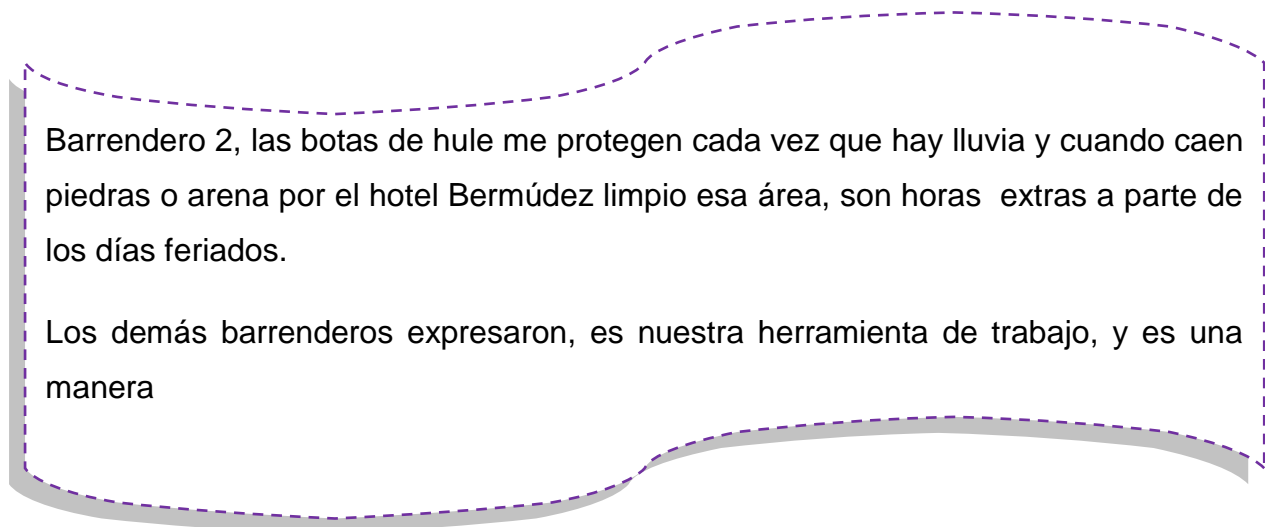 Barrendero 2, las botas de hule me protegen cada vez que hay lluvia y cuando caen
piedras o arena por el hotel Bermúdez limpio esa área, son horas  extras a parte de
los días feriados.
Los demás barrenderos expresaron, es nuestra herramienta de trabajo, y es una
manera